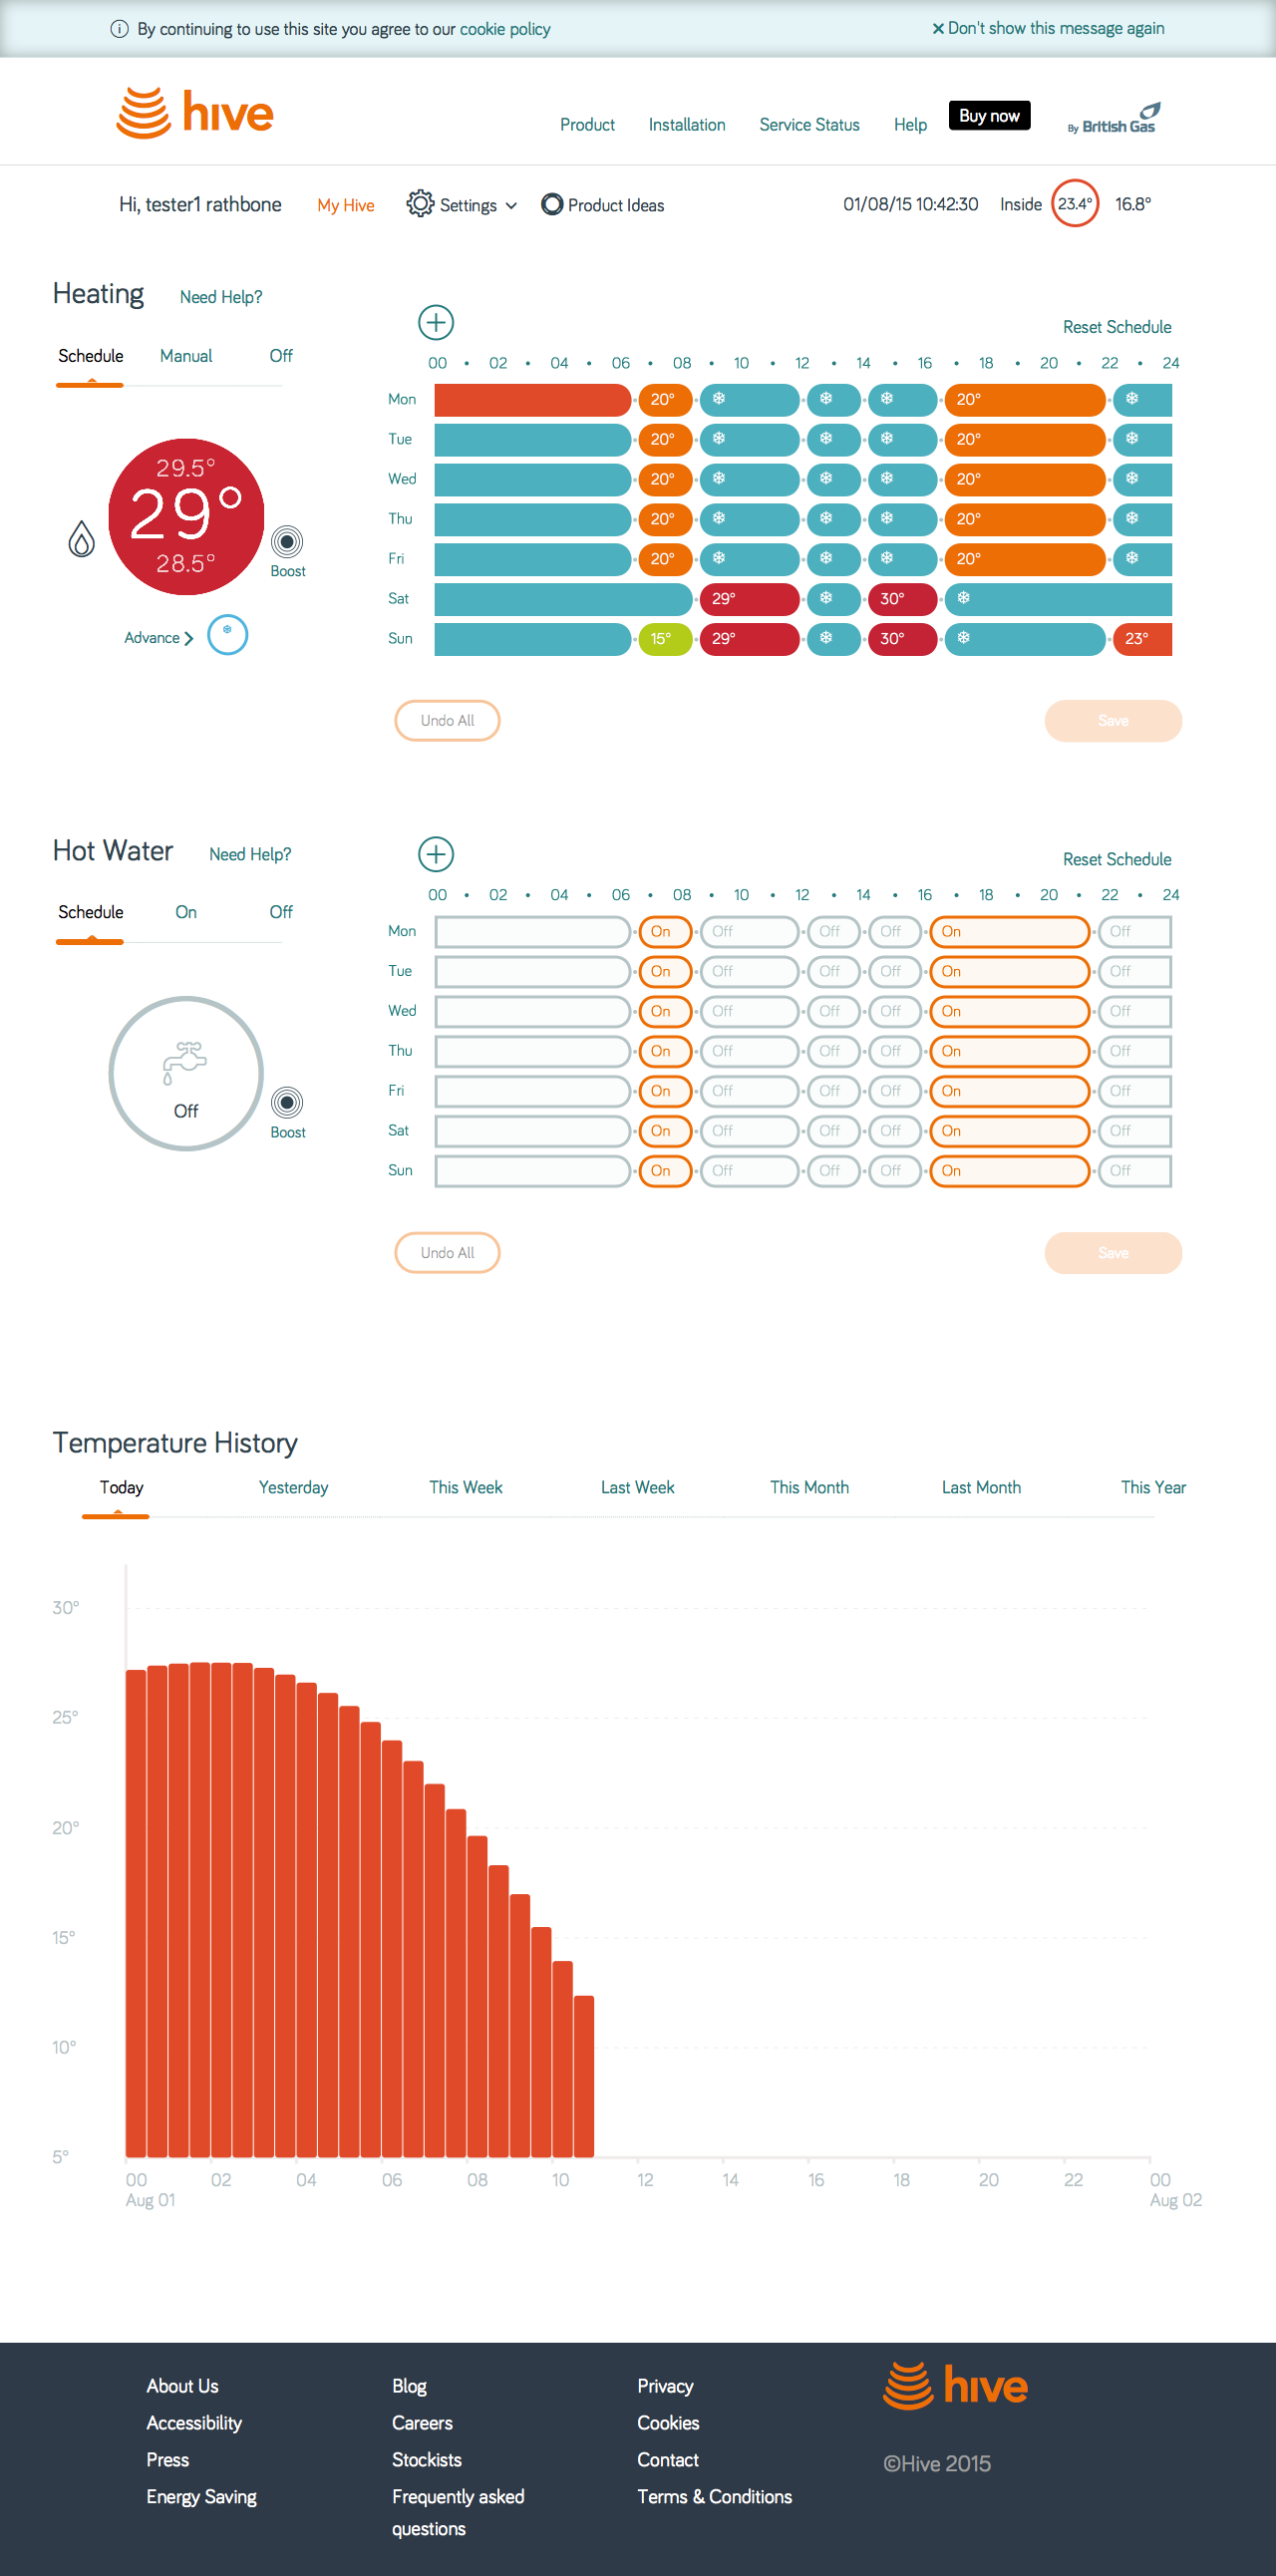 By continuing to use this site you agree to our cookie policy
Don't show this message again
hive
Product Installation Service Status Help Buy now By British Gas
Hi, tester1 rathbone My Hive Settings Product Ideas 01/08/15 10:42:30 Inside 23.4° 16.8°
Heating Need Help?
Schedule Manual Off
29.5°
29°
28.5°
Boost
Advance
Reset Schedule
00 • 02 • 04 • 06 • 08 • 10 • 12 • 14 • 16 • 18 • 20 • 22 • 24
Mon 20° 20°
Tue 20° 20°
Wed 20° 20°
Thu 20° 20°
Fri 20° 20°
Sat 29° 30°
Sun 15° 29° 30° 23°
Undo All Save
Hot Water Need Help?
Schedule On Off
Off
Boost
Reset Schedule
00 • 02 • 04 • 06 • 08 • 10 • 12 • 14 • 16 • 18 • 20 • 22 • 24
Mon On Off Off Off On Off
Tue On Off Off Off On Off
Wed On Off Off Off On Off
Thu On Off Off Off On Off
Fri On Off Off Off On Off
Sat On Off Off Off On Off
Sun On Off Off Off On Off
Undo All Save
Temperature History
Today Yesterday This Week Last Week This Month Last Month This Year
30°
25°
20°
15°
10°
5°
00 02 04 06 08 10 12 14 16 18 20 22 00
Aug 01 Aug 02
About Us
Accessibility
Press
Energy Saving
Blog
Careers
Stockists
Frequently asked
questions
Privacy
Cookies
Contact
Terms & Conditions
hive
©Hive 2015